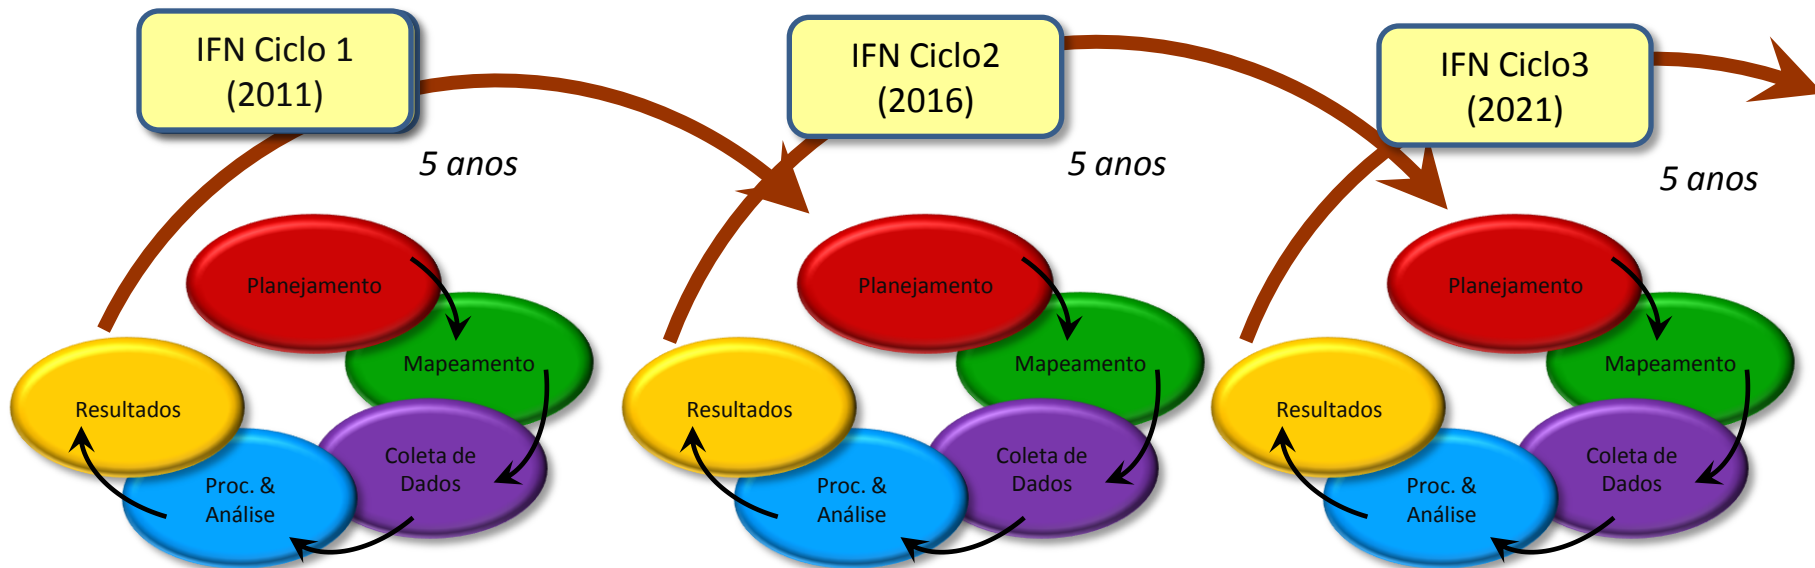 IFN Ciclo 1
(2011)
5 anos
Planejamento
Mapeamento
Coleta de
Dados
Proc. &
Análise
Resultados
IFN Ciclo2
(2016)
5 anos
Planejamento
Mapeamento
Coleta de
Dados
Proc. &
Análise
Resultados
IFN Ciclo3
(2021)
5 anos
Planejamento
Mapeamento
Coleta de
Dados
Proc. &
Análise
Resultados